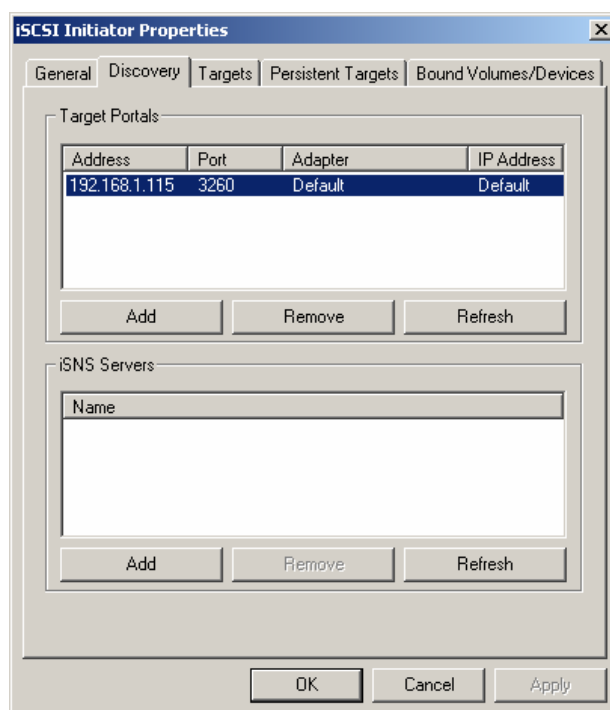 iSCSI Initiator Properties
General Discovery Targets Persistent Targets Bound Volumes/Devices
Target Portals
Address Port Adapter IP Address
192.168.1.115 3260 Default Default
Add Remove Refresh
iSNS Servers
Name
Add Remove Refresh
OK Cancel Apply